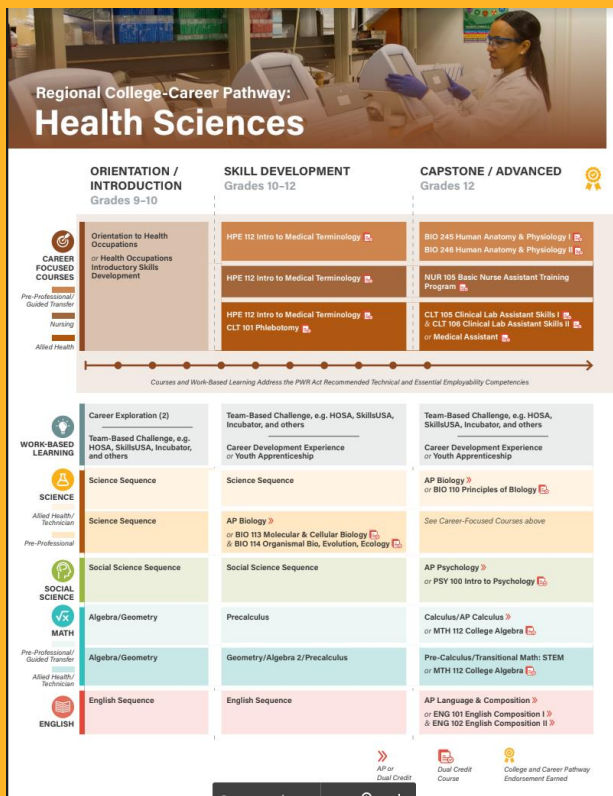 Regional College-Career Pathway:
Health Sciences
ORIENTATION /
INTRODUCTION
Grades 9–10
SKILL DEVELOPMENT
Grades 10–12
CAPSTONE / ADVANCED
Grade 12
CAREER
FOCUSED
COURSES
Pre-Professional/
Guided Transfer
Nursing
Allied Health
Orientation to Health
Occupations
or Health Occupations
Introductory Skills
Development
HPE 112 Intro to Medical Terminology
BIO 245 Human Anatomy & Physiology I
BIO 246 Human Anatomy & Physiology II
HPE 112 Intro to Medical Terminology
NUR 105 Basic Nurse Assistant Training
Program
HPE 112 Intro to Medical Terminology
CLT 101 Phlebotomy
CLT 105 Clinical Lab Assistant Skills I
& CLT 106 Clinical Lab Assistant Skills II
or Medical Assistant
Courses and Work-Based Learning Address the PWR Act Recommended Technical and Essential Employability Competencies
WORK-BASED
LEARNING
Career Exploration (2)
Team-Based Challenge, e.g.
HOSA, SkillsUSA, Incubator,
and others
Team-Based Challenge, e.g. HOSA,
SkillsUSA, Incubator, and others
Career Development Experience
or Youth Apprenticeship
Team-Based Challenge, e.g. HOSA,
SkillsUSA, Incubator, and others
Career Development Experience
or Youth Apprenticeship
SCIENCE
Allied Health/
Technician
Pre-Professional
Science Sequence
Science Sequence
AP Biology »
or BIO 110 Principles of Biology
Science Sequence
AP Biology »
or BIO 113 Molecular & Cellular Biology
& BIO 114 Organismal Bio, Evolution, Ecology
See Career-Focused Courses above
SOCIAL
SCIENCE
Social Science Sequence
Social Science Sequence
AP Psychology »
or PSY 100 Intro to Psychology
MATH
Pre-Professional/
Guided Transfer
Allied Health/
Technician
Algebra/Geometry
Precalculus
Calculus/AP Calculus »
or MTH 112 College Algebra
Algebra/Geometry
Geometry/Algebra 2/Precalculus
Pre-Calculus/Transitional Math: STEM
or MTH 112 College Algebra
ENGLISH
English Sequence
English Sequence
AP Language & Composition »
or ENG 101 English Composition I »
& ENG 102 English Composition II »
» AP or
Dual Credit
Dual Credit
Course
College and Career Pathway
Endorsement Earned